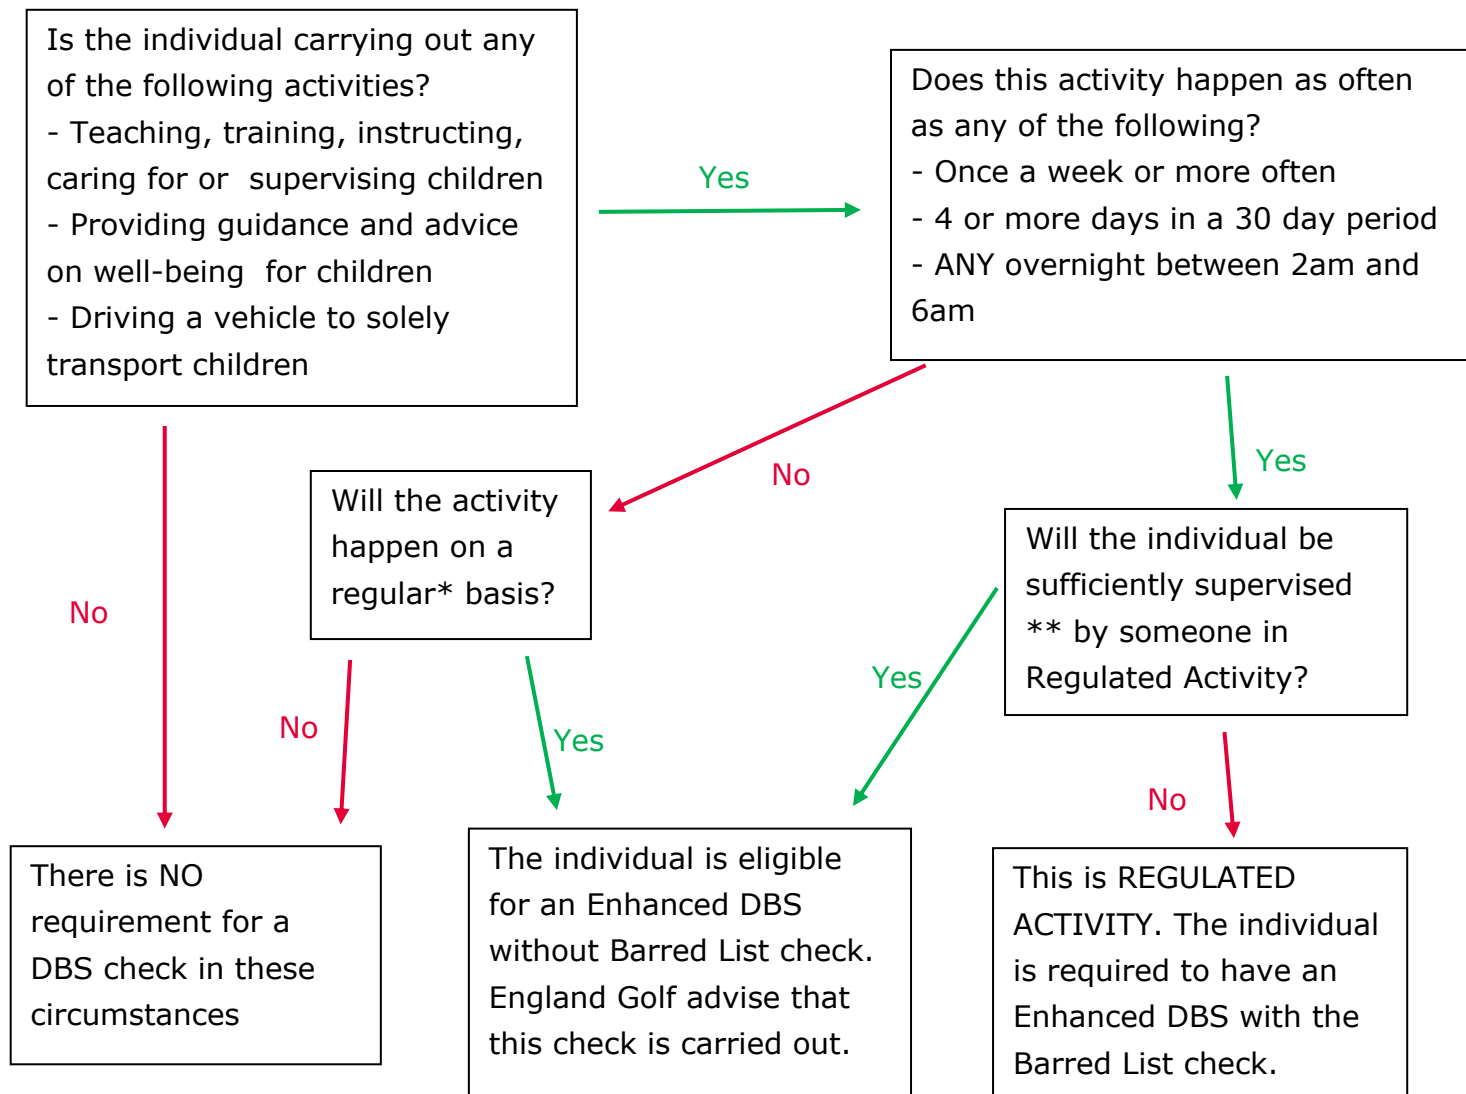 Is the individual carrying out any
of the following activities?
- Teaching, training, instructing,
caring for or  supervising children
- Providing guidance and advice
on well-being  for children
- Driving a vehicle to solely
transport children
Yes
Does this activity happen as often
as any of the following?
- Once a week or more often
- 4 or more days in a 30 day period
- ANY overnight between 2am and
6am
No
Yes
Will the activity
happen on a
regular* basis?
Will the individual be
sufficiently supervised
** by someone in
Regulated Activity?
No
No
Yes
Yes
No
There is NO
requirement for a
DBS check in these
circumstances
The individual is eligible
for an Enhanced DBS
without Barred List check.
England Golf advise that
this check is carried out.
This is REGULATED
ACTIVITY. The individual
is required to have an
Enhanced DBS with the
Barred List check.